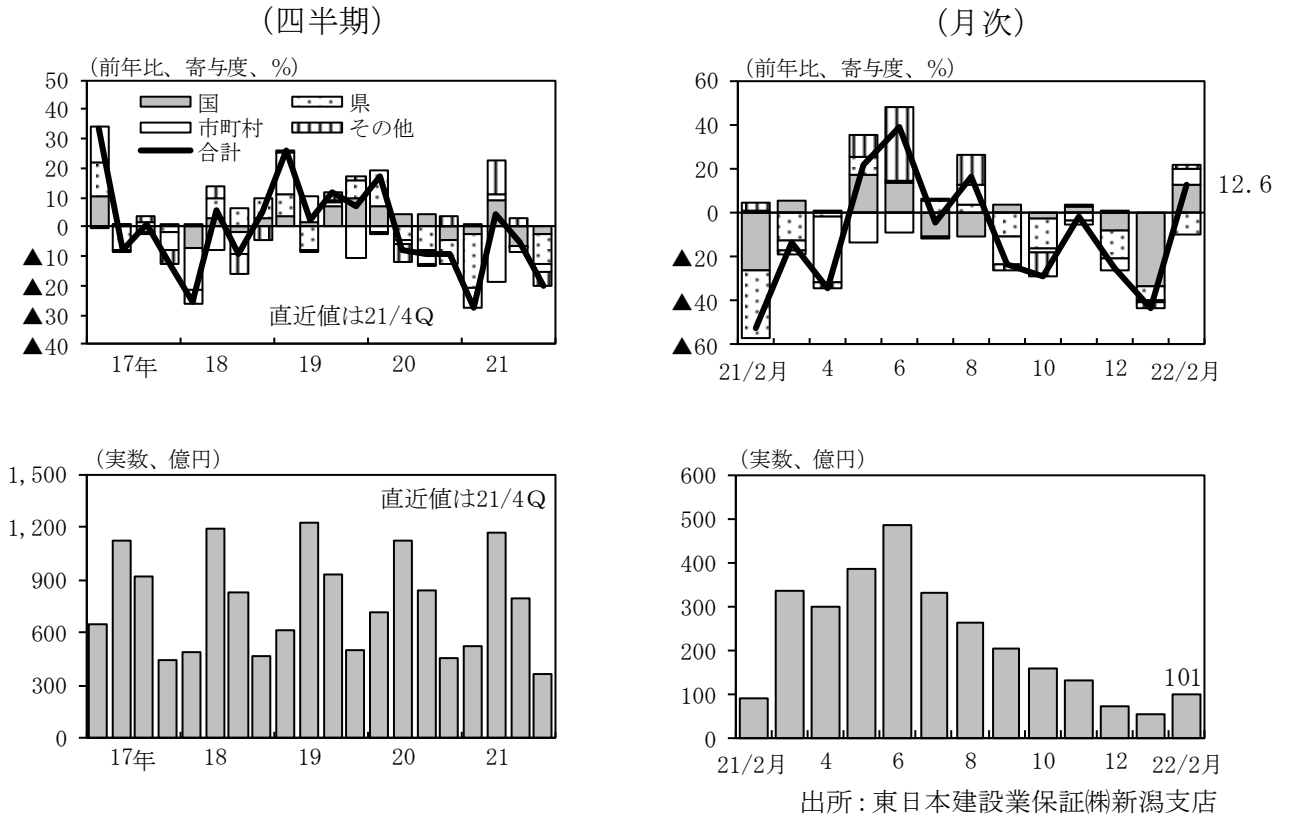 (四半期)
(前年比、寄与度、%)
50
40
30
20
10
0
▲10
▲20
▲30
▲40
国
県
市町村
その他
合計
直近値は21/4Q
17年 18 19 20 21
(月次)
(前年比、寄与度、%)
60
40
20
0
▲20
▲40
▲60
12.6
21/2月 4 6 8 10 12 22/2月
(実数、億円)
1,500
1,200
900
600
300
0
直近値は21/4Q
17年 18 19 20 21
(実数、億円)
600
500
400
300
200
100
0
101
21/2月 4 6 8 10 12 22/2月
出所:東日本建設業保証㈱新潟支店